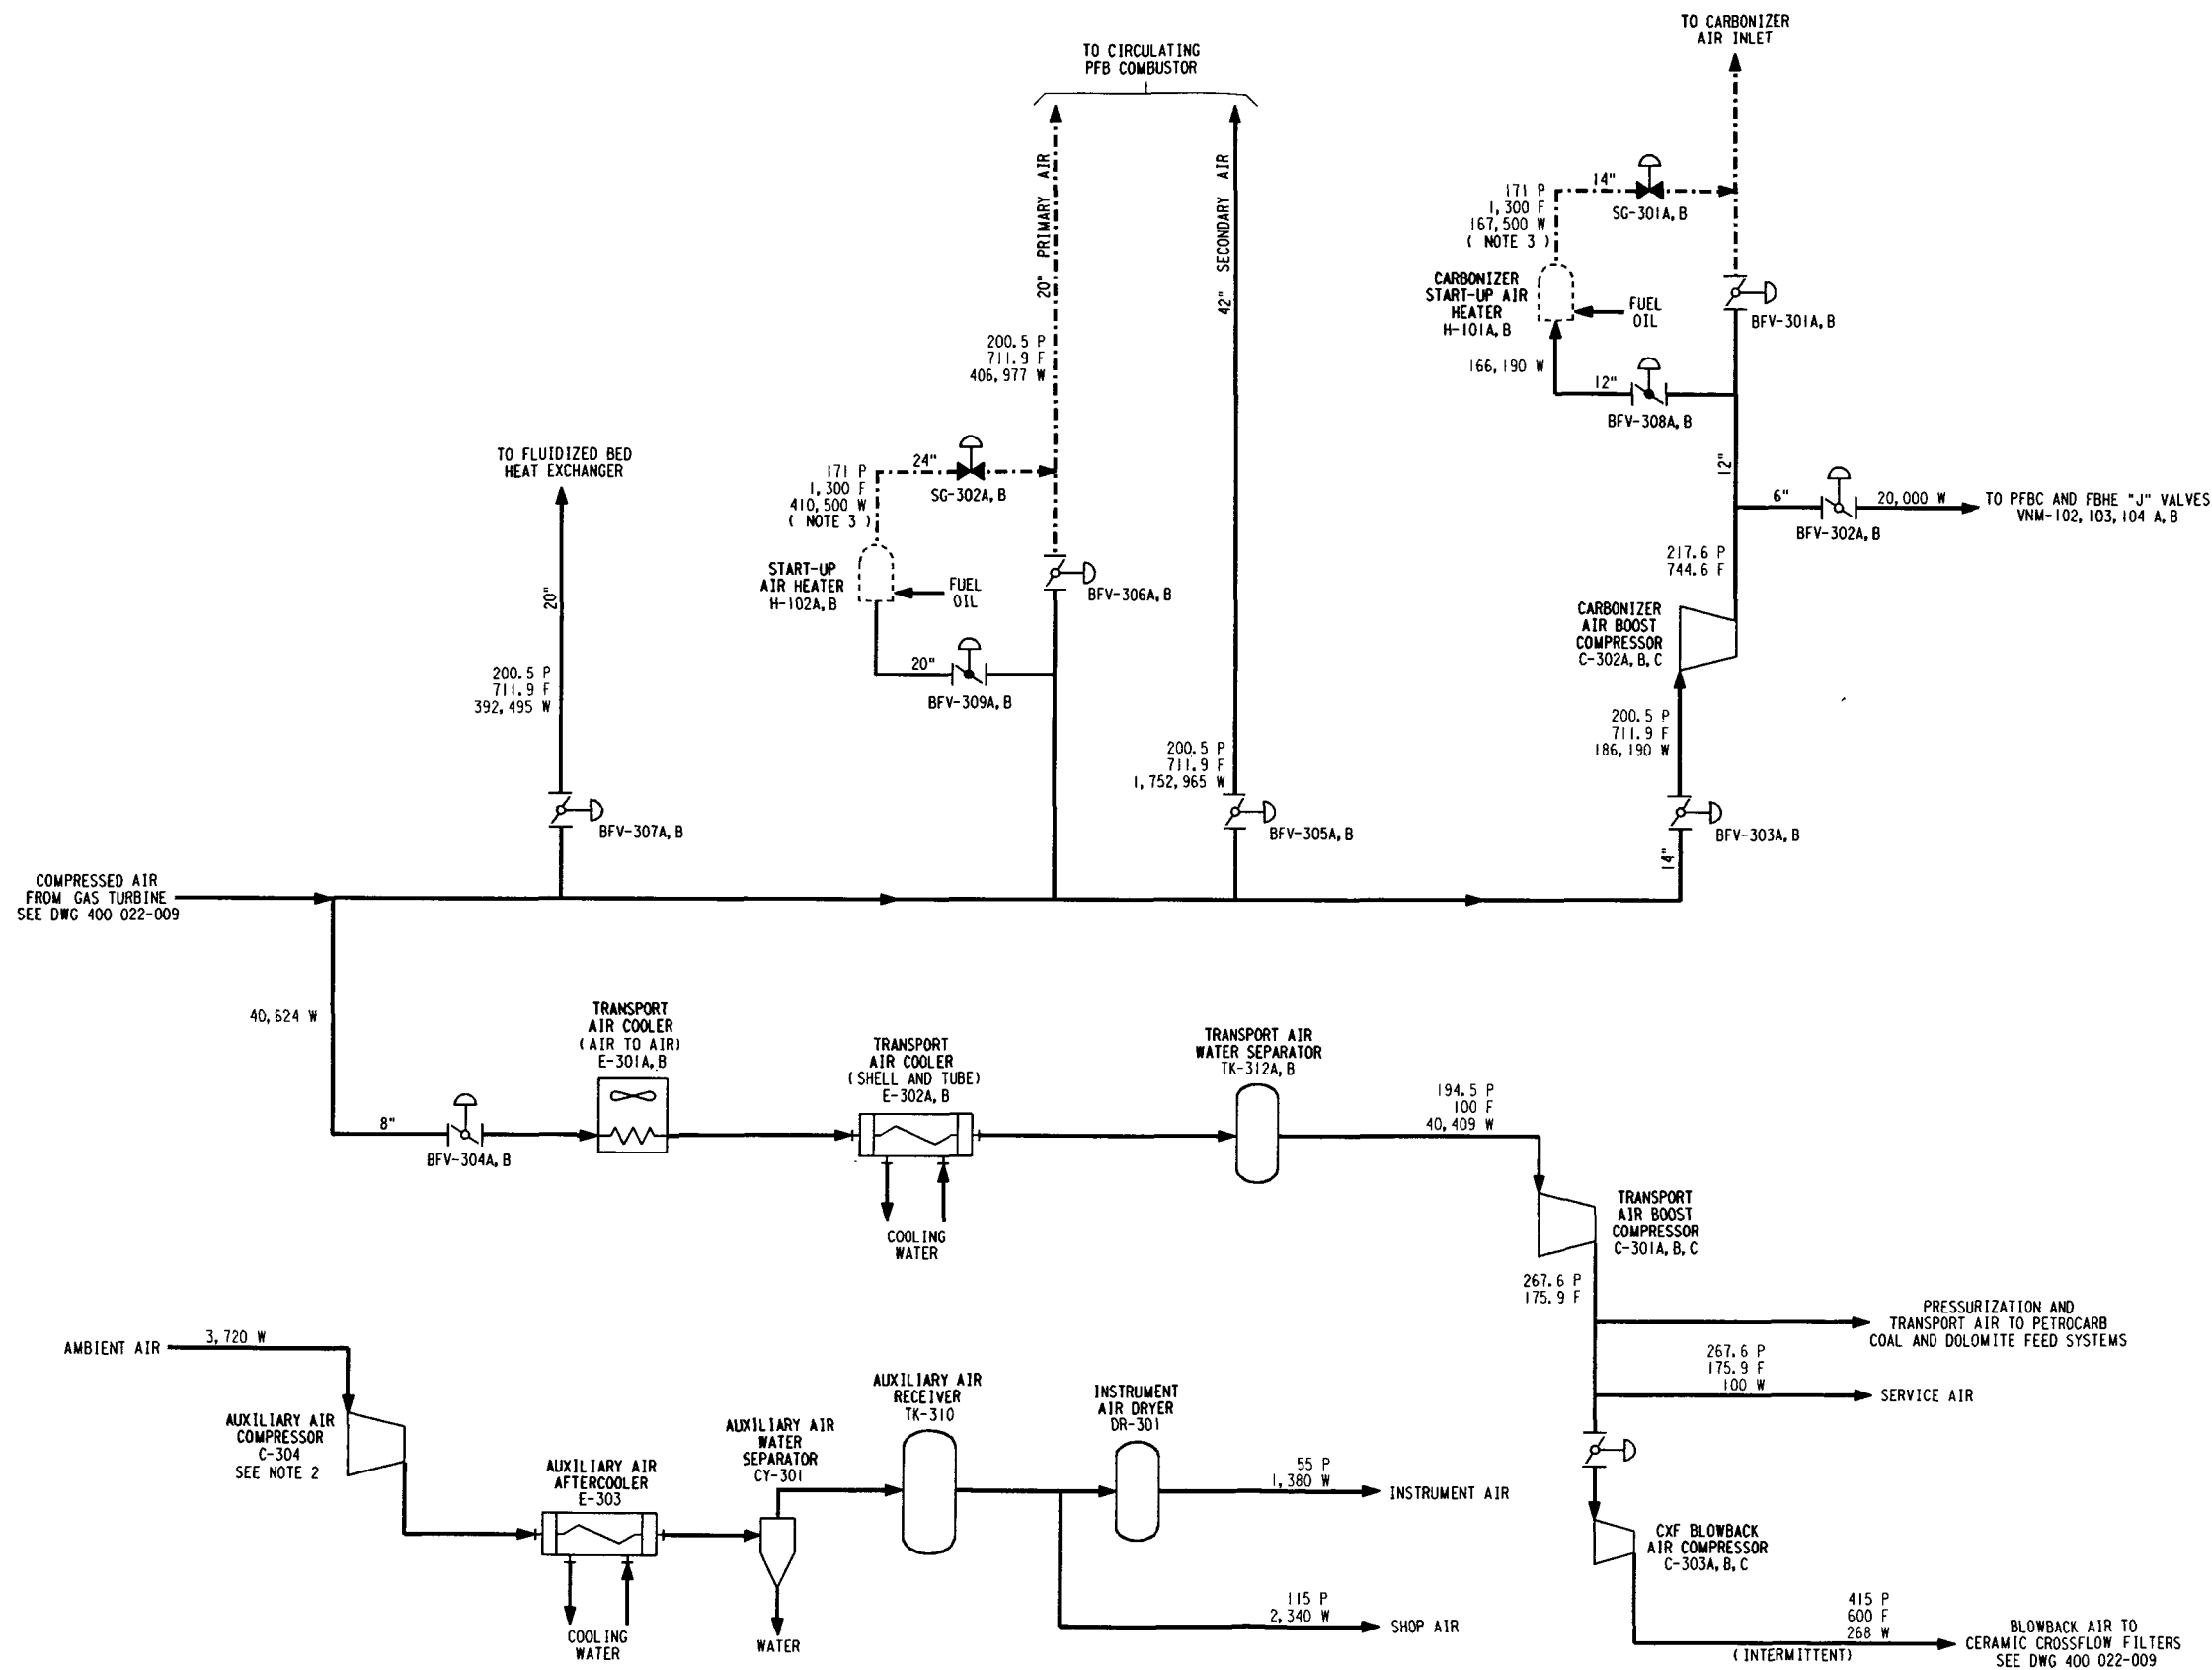 TO CARBONIZER
AIR INLET
TO CIRCULATING
PFB COMBUSTOR
20" PRIMARY AIR
42" SECONDARY AIR
14"
SG-301A, B
171 P
1,300 F
167,500 W
( NOTE 3 )
CARBONIZER
START-UP AIR
HEATER
H-101A, B
FUEL
OIL
BFV-301A, B
166,190 W
12"
BFV-308A, B
200.5 P
711.9 F
406,977 W
TO FLUIDIZED BED
HEAT EXCHANGER
24"
SG-302A, B
171 P
1,300 F
410,500 W
( NOTE 3 )
12"
6"
20,000 W
BFV-302A, B
TO PFBC AND FBHE "J" VALVES
VNM-102, 103, 104 A, B
217.6 P
744.6 F
START-UP
AIR HEATER
H-102A, B
FUEL
OIL
BFV-306A, B
20"
CARBONIZER
AIR BOOST
COMPRESSOR
C-302A, B, C
20"
BFV-309A, B
200.5 P
711.9 F
392,495 W
200.5 P
711.9 F
1,752,965 W
200.5 P
711.9 F
186,190 W
BFV-307A, B
BFV-305A, B
BFV-303A, B
14"
COMPRESSED AIR
FROM GAS TURBINE
SEE DWG 400 022-009
40,624 W
TRANSPORT
AIR COOLER
(AIR TO AIR)
E-301A, B
TRANSPORT
AIR COOLER
(SHELL AND TUBE)
E-302A, B
TRANSPORT AIR
WATER SEPARATOR
TK-312A, B
194.5 P
100 F
40,409 W
8"
BFV-304A, B
COOLING
WATER
TRANSPORT
AIR BOOST
COMPRESSOR
C-301A, B, C
267.6 P
175.9 F
PRESSURIZATION AND
TRANSPORT AIR TO PETROCARB
COAL AND DOLOMITE FEED SYSTEMS
AMBIENT AIR
3,720 W
267.6 P
175.9 F
100 W
SERVICE AIR
AUXILIARY AIR
COMPRESSOR
C-304
SEE NOTE 2
AUXILIARY AIR
AFTERCOOLER
E-303
AUXILIARY AIR
WATER
SEPARATOR
CY-301
AUXILIARY AIR
RECEIVER
TK-310
INSTRUMENT
AIR DRYER
DR-301
55 P
1,380 W
INSTRUMENT AIR
CXF BLOWBACK
AIR COMPRESSOR
C-303A, B, C
COOLING
WATER
WATER
115 P
2,340 W
SHOP AIR
415 P
600 F
268 W
(INTERMITTENT)
BLOWBACK AIR TO
CERAMIC CROSSFLOW FILTERS
SEE DWG 400 022-009